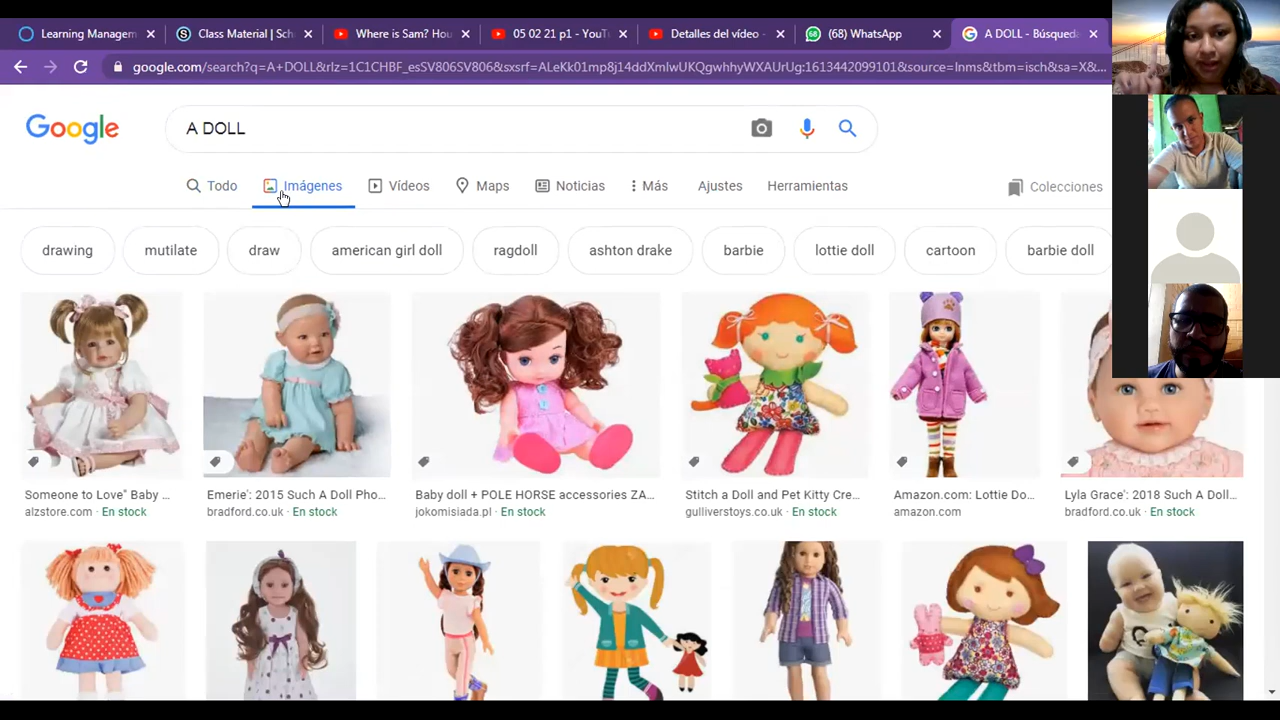 Learning Managem
Class Material | Sch
Where is Sam? Hou
05 02 21 p1 - YouTu
Detalles del vídeo -
68
(68) WhatsApp
A DOLL - Búsqueda
google.com/search?q=A+DOLL&rlz=1C1CHBF_esSV806SV806&sxsrf=ALeKk01mp8j14ddXmlwUKQgwhhyWXAUrUg:1613442099101&source=lnms&tbm=isch&sa=X&...
Google
A DOLL
Todo
Imágenes
Vídeos
Maps
Noticias
Más
Ajustes
Herramientas
Colecciones
drawing
mutilate
draw
american girl doll
ragdoll
ashton drake
barbie
lottie doll
cartoon
barbie doll
Someone to Love" Baby ...
alzstore.com · En stock
Emerie': 2015 Such A Doll Pho...
bradford.co.uk · En stock
Baby doll + POLE HORSE accessories ZA...
jokomisiada.pl · En stock
Stitch a Doll and Pet Kitty Cre...
gulliverstoys.co.uk · En stock
Amazon.com: Lottie Do...
amazon.com
Lyla Grace': 2018 Such A Doll...
bradford.co.uk · En stock